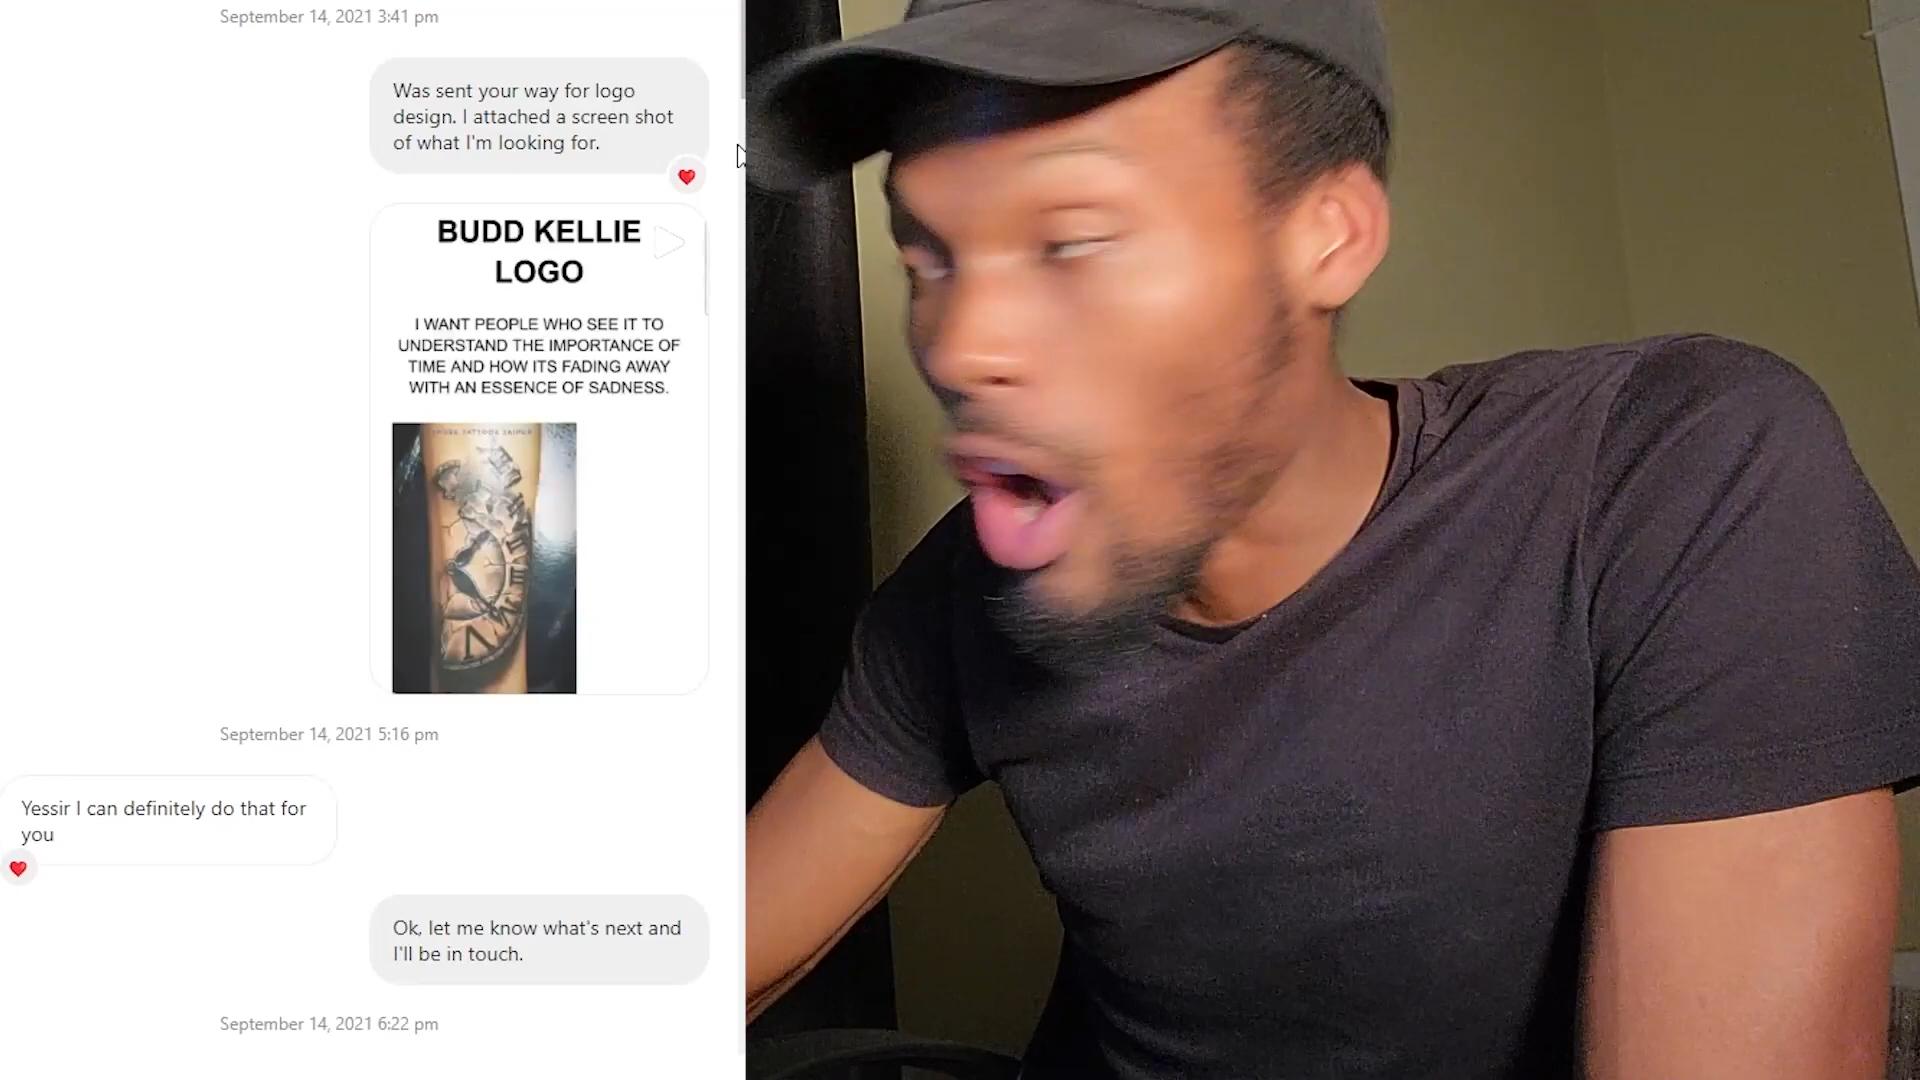 September 14, 2021 3:41 pm
Was sent your way for logo
design. I attached a screen shot
of what I'm looking for.
BUDD KELLIE
LOGO
I WANT PEOPLE WHO SEE IT TO
UNDERSTAND THE IMPORTANCE OF
TIME AND HOW ITS FADING AWAY
WITH AN ESSENCE OF SADNESS.
September 14, 2021 5:16 pm
Yessir I can definitely do that for
you
Ok, let me know what's next and
I'll be in touch.
September 14, 2021 6:22 pm